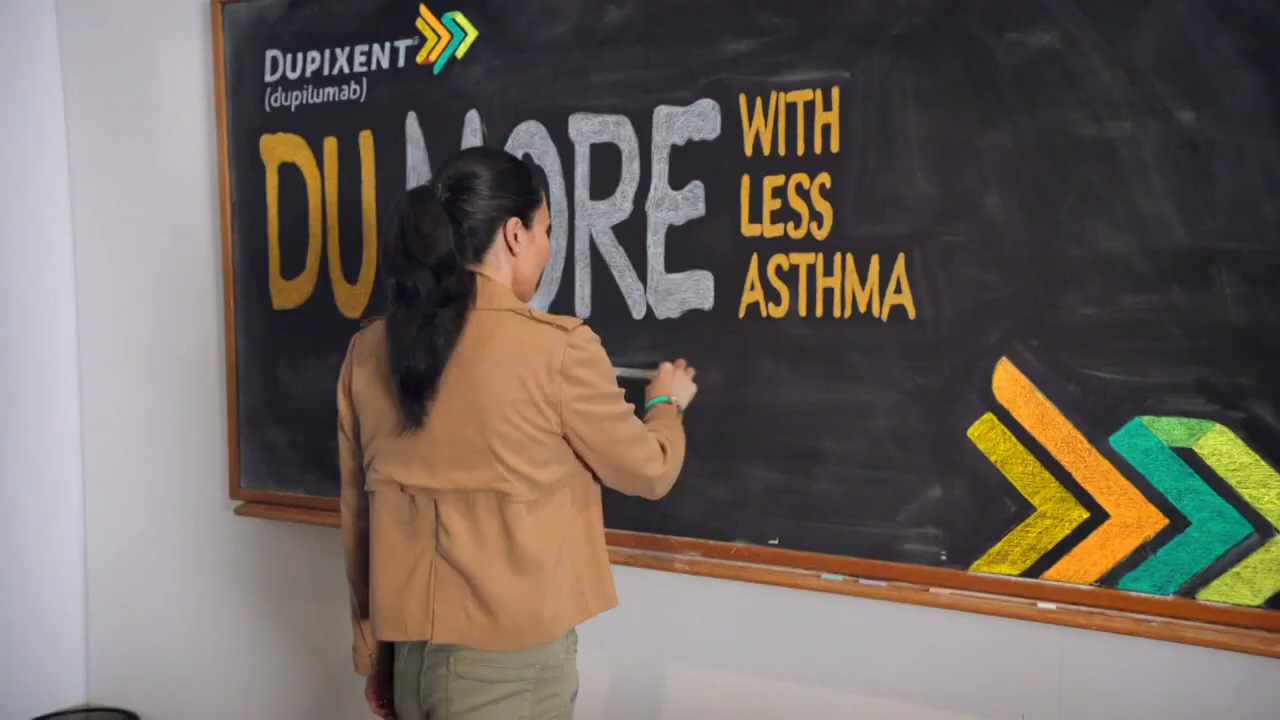 DUPIXENT®
(dupilumab)
DU MORE
WITH
LESS
ASTHMA